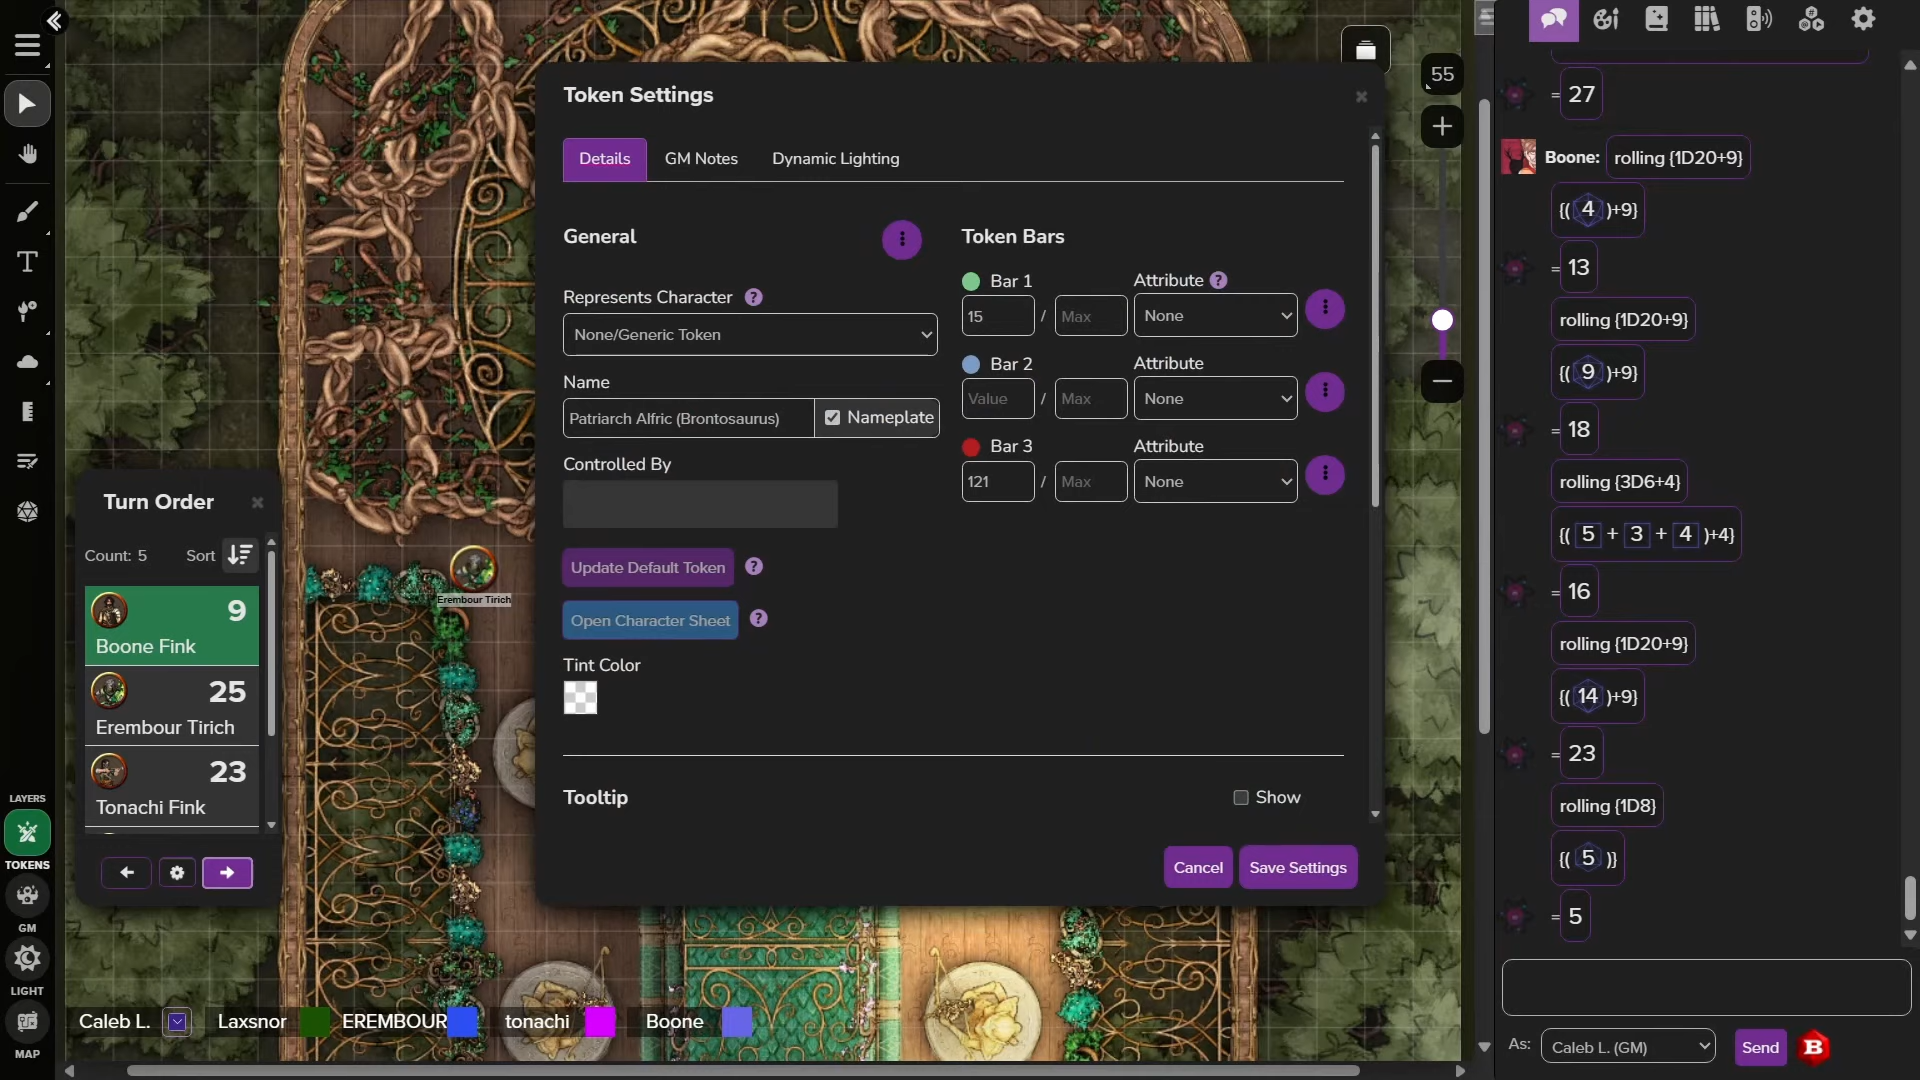 Token Settings
Details
GM Notes
Dynamic Lighting
General
Represents Character ?
None/Generic Token
Name
Patriarch Alfric (Brontosaurus)
Nameplate
Controlled By
Update Default Token ?
Open Character Sheet ?
Tint Color
Token Bars
Bar 1
Attribute ?
15 / Max
None
Bar 2
Attribute
Value / Max
None
Bar 3
Attribute
121 / Max
None
Tooltip
Show
Cancel
Save Settings
Turn Order
Count: 5
Sort
9
Boone Fink
25
Erembour Tirich
23
Tonachi Fink
Erembour Tirich
LAYERS
TOKENS
GM
LIGHT
MAP
Caleb L.
Laxsnor
EREMBOUR
tonachi
Boone
55
=27
Boone: rolling {1D20+9}
{(4)+9}
=13
rolling {1D20+9}
{(9)+9}
=18
rolling {3D6+4}
{(5+3+4)+4}
=16
rolling {1D20+9}
{(14)+9}
=23
rolling {1D8}
{(5)}
=5
As:
Caleb L. (GM)
Send
B